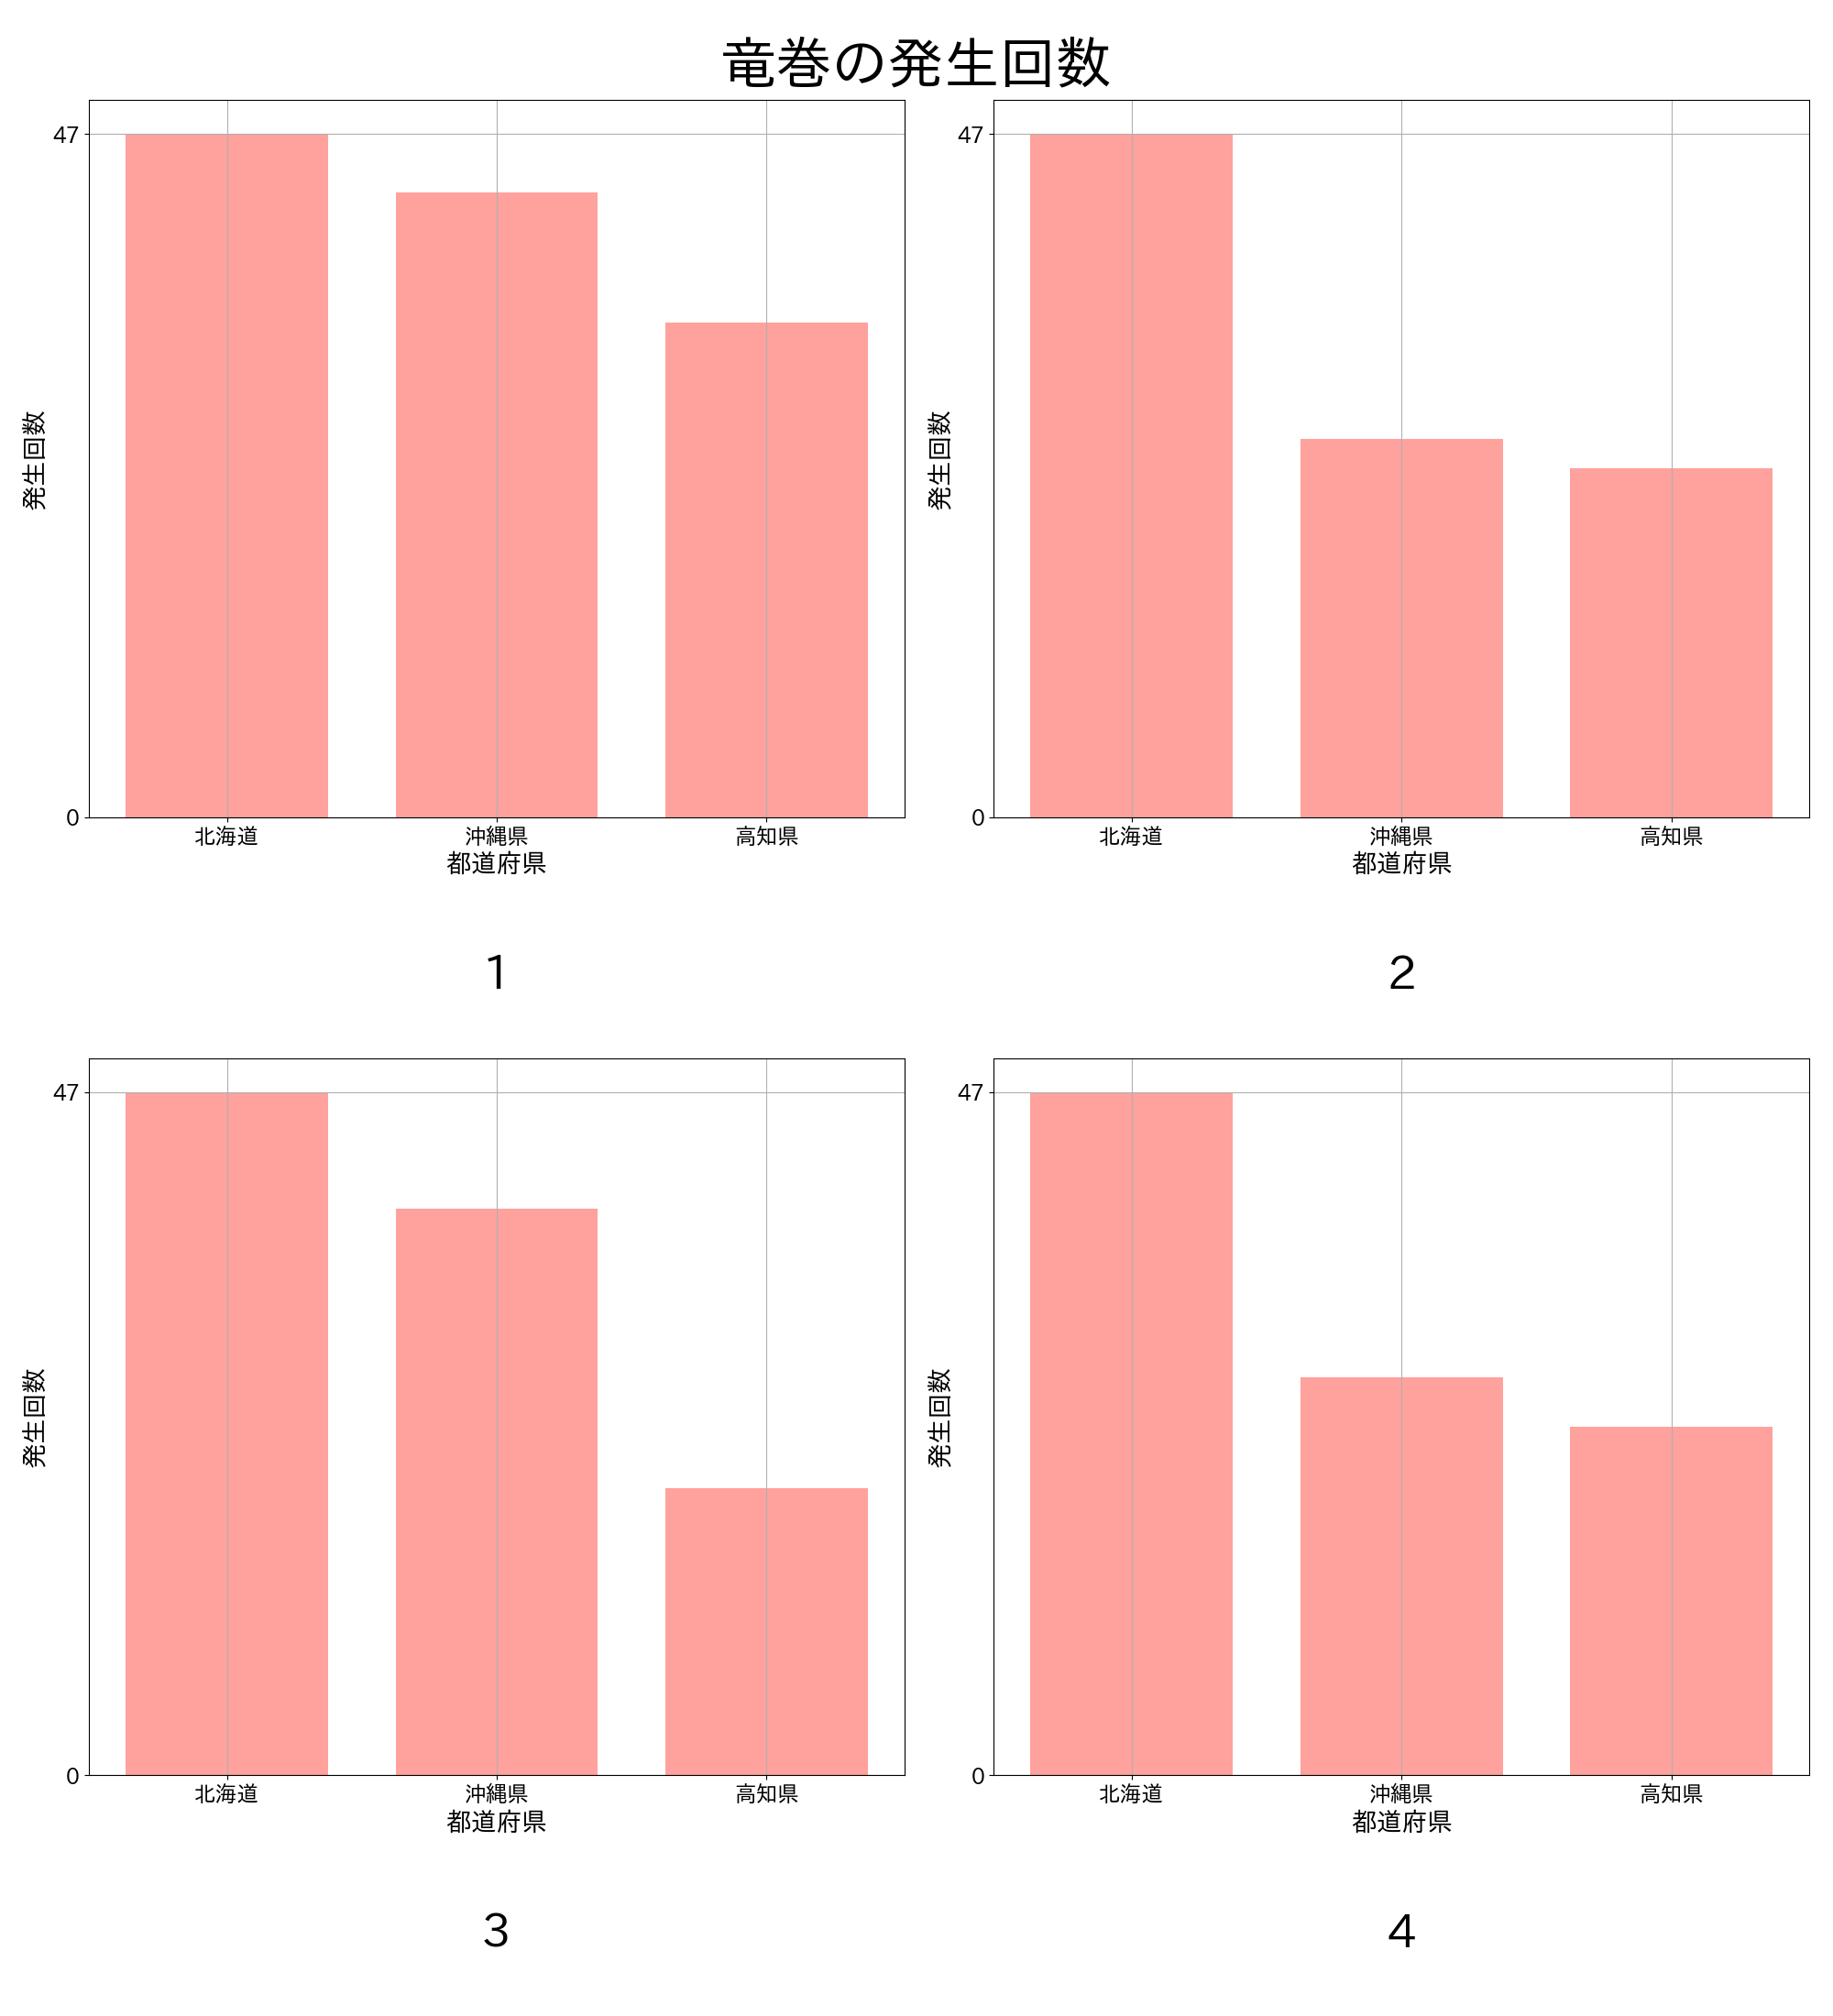 竜巻の発生回数
47
0
発生回数
北海道 沖縄県 高知県
都道府県
1
47
0
発生回数
北海道 沖縄県 高知県
都道府県
2
47
0
発生回数
北海道 沖縄県 高知県
都道府県
3
47
0
発生回数
北海道 沖縄県 高知県
都道府県
4